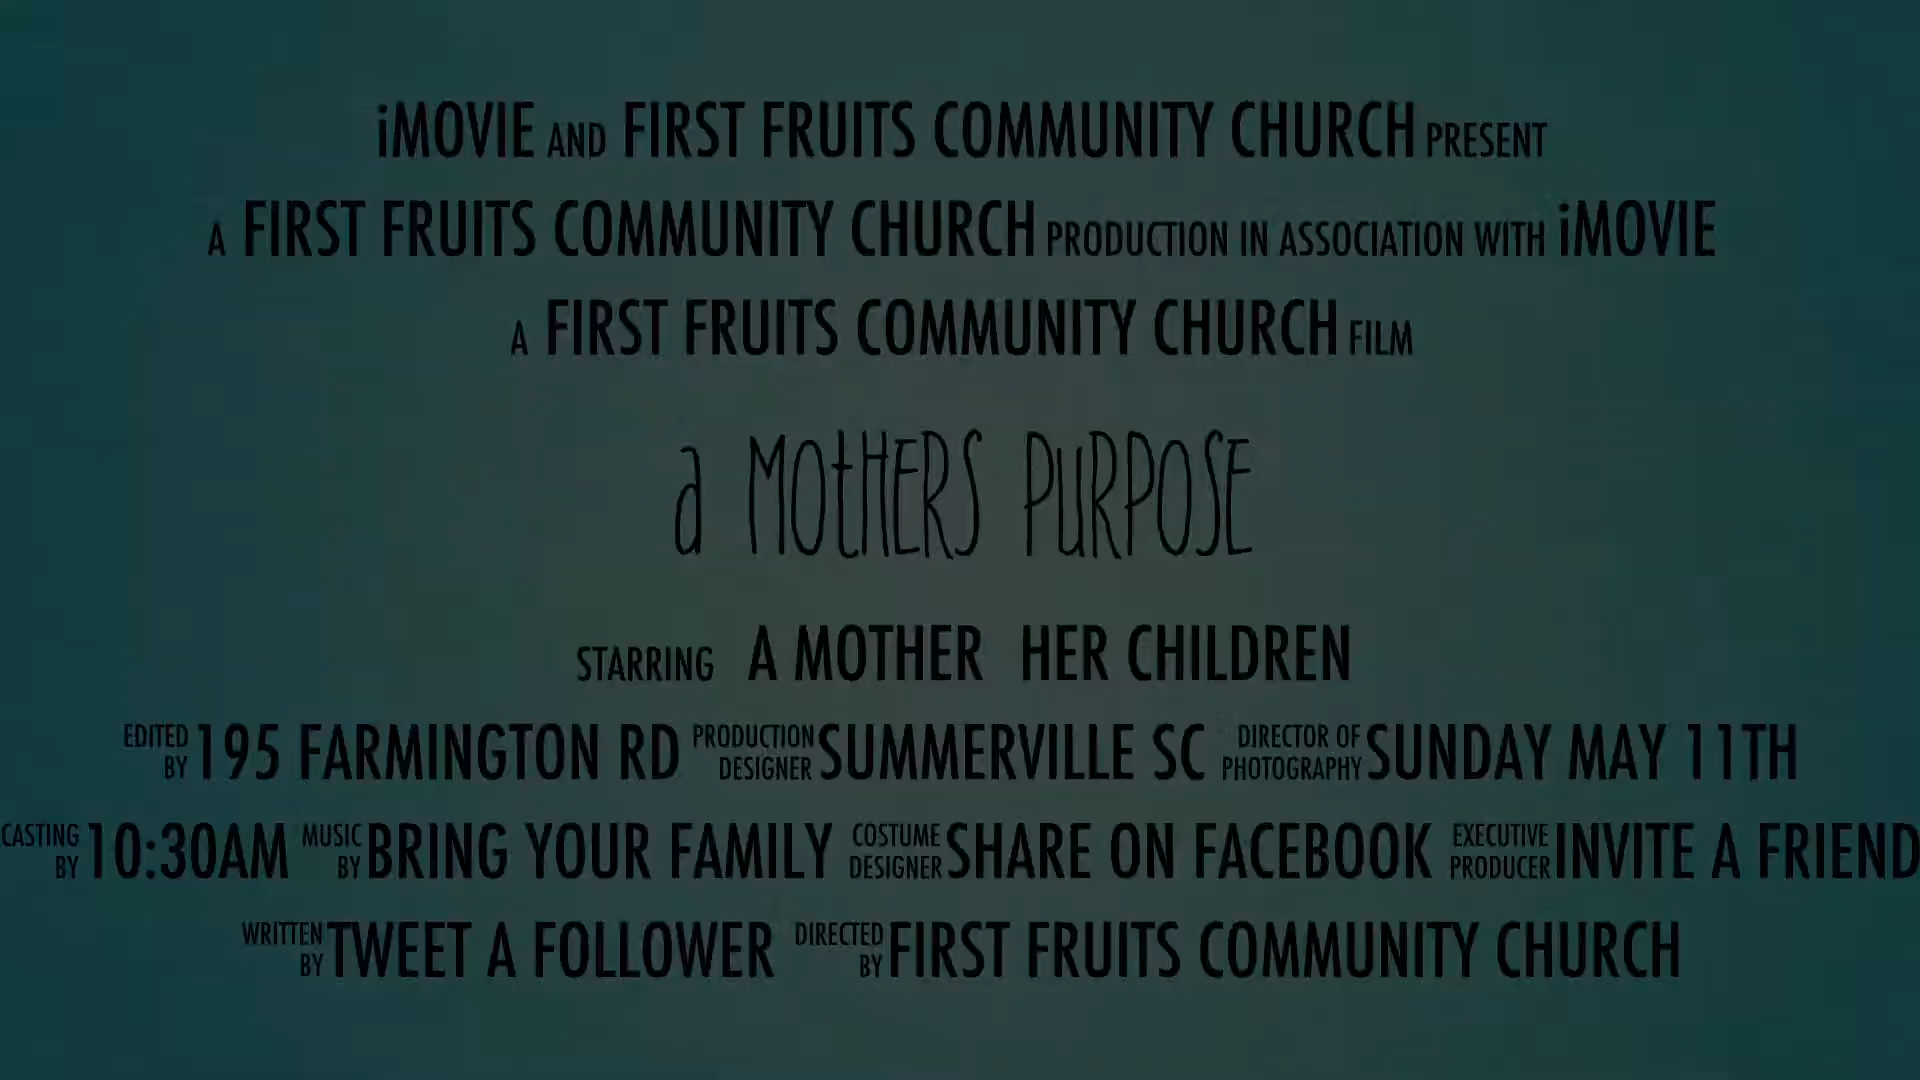 iMOVIE AND FIRST FRUITS COMMUNITY CHURCH PRESENT
A FIRST FRUITS COMMUNITY CHURCH PRODUCTION IN ASSOCIATION WITH iMOVIE
A FIRST FRUITS COMMUNITY CHURCH FILM
a MOtHERS PuRPOSE
STARRING A MOTHER HER CHILDREN
EDITED BY 195 FARMINGTON RD PRODUCTION DESIGNER SUMMERVILLE SC DIRECTOR OF PHOTOGRAPHY SUNDAY MAY 11TH
CASTING BY 10:30AM MUSIC BY BRING YOUR FAMILY COSTUME DESIGNER SHARE ON FACEBOOK EXECUTIVE PRODUCER INVITE A FRIEND
WRITTEN BY TWEET A FOLLOWER DIRECTED BY FIRST FRUITS COMMUNITY CHURCH